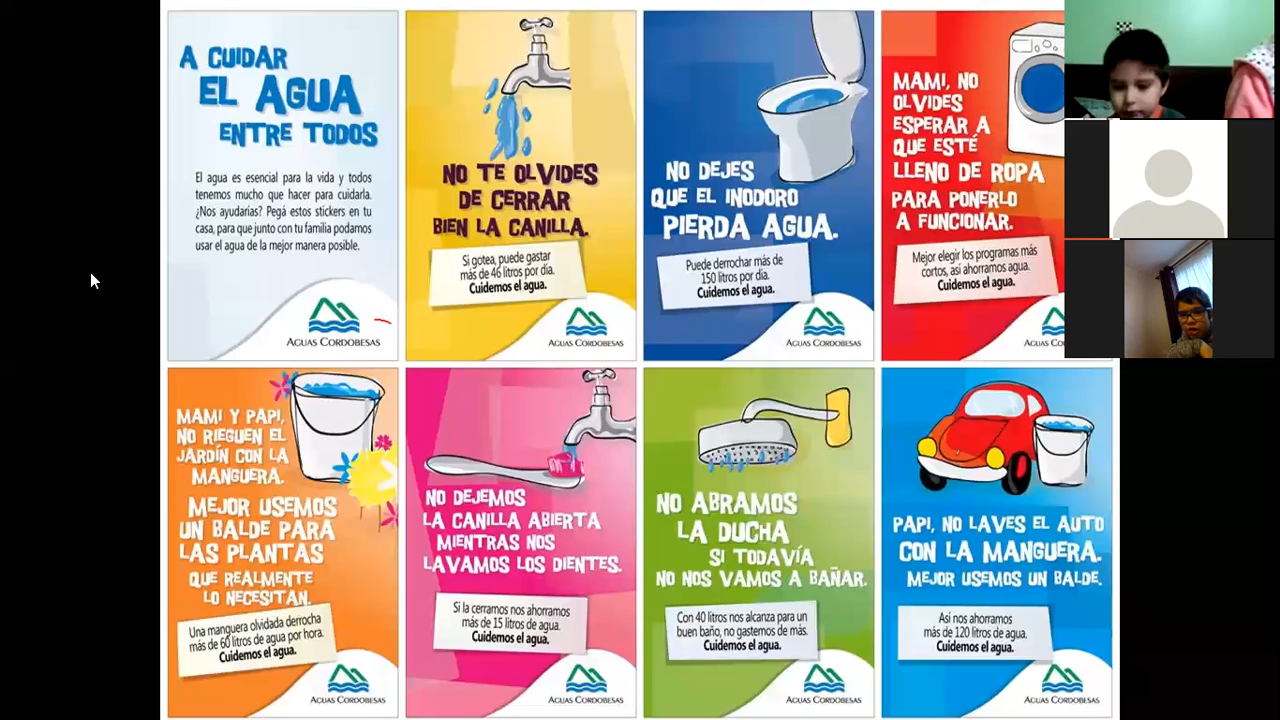 A CUIDAR
EL AGUA
ENTRE TODOS
El agua es esencial para la vida y todos
tenemos mucho que hacer para cuidarla.
¿Nos ayudarías? Pegá estos stickers en tu
casa, para que junto con tu familia podamos
usar el agua de la mejor manera posible.
AGUAS CORDOBESAS
NO TE OLVIDES
DE CERRAR
BIEN LA CANILLA.
Si gotea, puede gastar
más de 46 litros por día.
Cuidemos el agua.
AGUAS CORDOBESAS
NO DEJES
QUE EL INODORO
PIERDA AGUA.
Puede derrochar más de
150 litros por día.
Cuidemos el agua.
AGUAS CORDOBESAS
MAMI, NO
OLVIDES
ESPERAR A
QUE ESTÉ
LLENO DE ROPA
PARA PONERLO
A FUNCIONAR.
Mejor elegir los programas más
cortos, así ahorramos agua.
Cuidemos el agua.
MAMI Y PAPI,
NO RIEGUEN EL
JARDÍN CON LA
MANGUERA.
MEJOR USEMOS
UN BALDE PARA
LAS PLANTAS
QUE REALMENTE
LO NECESITAN.
Una manguera olvidada derrocha
más de 60 litros de agua por hora.
Cuidemos el agua.
AGUAS CORDOBESAS
NO DEJEMOS
LA CANILLA ABIERTA
MIENTRAS NOS
LAVAMOS LOS DIENTES.
Si la cerramos nos ahorramos
más de 15 litros de agua.
Cuidemos el agua.
AGUAS CORDOBESAS
NO ABRAMOS
LA DUCHA
SI TODAVÍA
NO NOS VAMOS A BAÑAR.
Con 40 litros nos alcanza para un
buen baño, no gastemos de más.
Cuidemos el agua.
AGUAS CORDOBESAS
PAPI, NO LAVES EL AUTO
CON LA MANGUERA.
MEJOR USEMOS UN BALDE.
Así nos ahorramos
más de 120 litros de agua.
Cuidemos el agua.
AGUAS CORDOBESAS